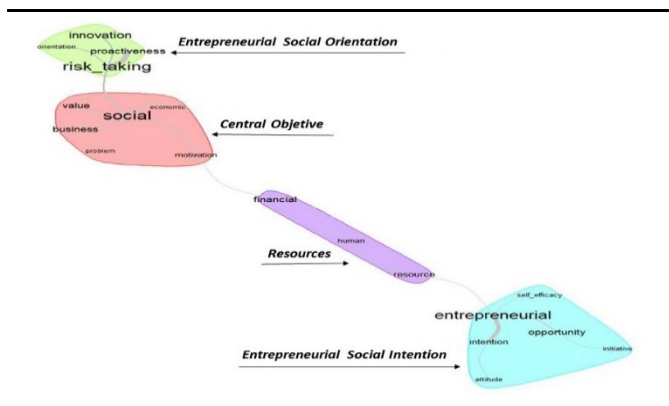 innovation
orientation
proactiveness
Entrepreneurial Social Orientation
risk_taking
value
economic
social
business
Central Objetive
problem
motivation
financial
human
Resources
resource
self_efficacy
entrepreneurial
opportunity
intention
initiative
Entrepreneurial Social Intention
attitude